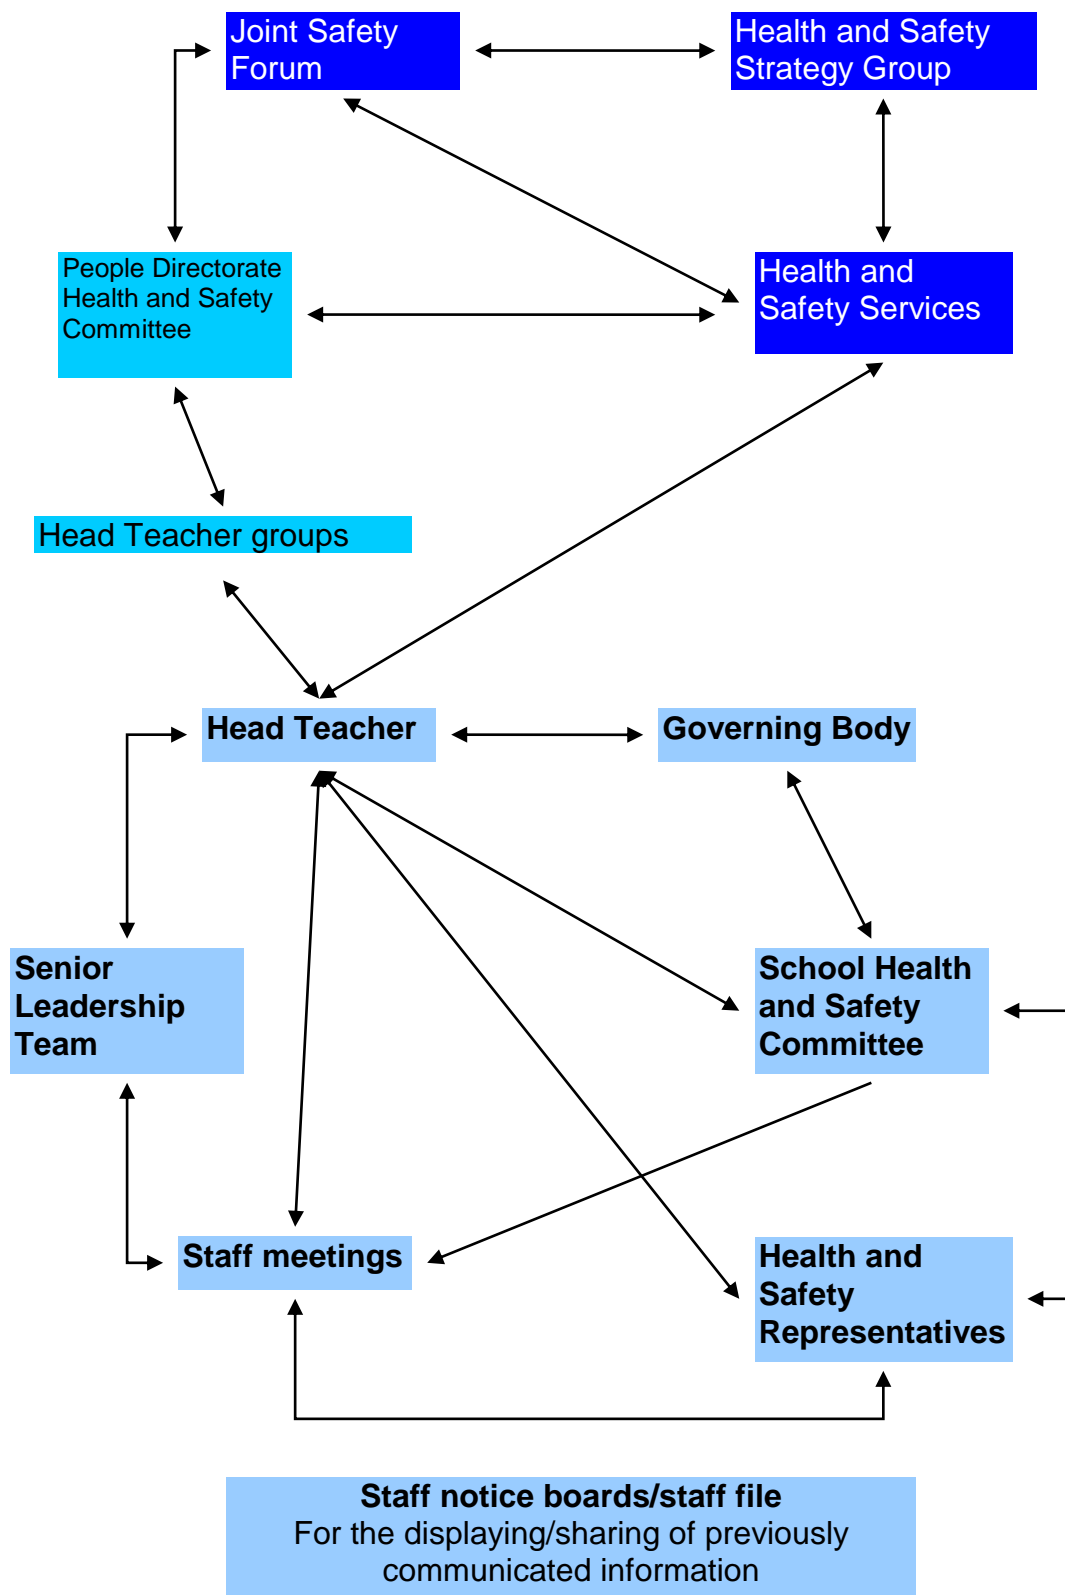 Joint Safety
Forum
Health and Safety
Strategy Group
People Directorate
Health and Safety
Committee
Health and
Safety Services
Head Teacher groups
Head Teacher
Governing Body
Senior
Leadership
Team
School Health
and Safety
Committee
Staff meetings
Health and
Safety
Representatives
Staff notice boards/staff file
For the displaying/sharing of previously
communicated information